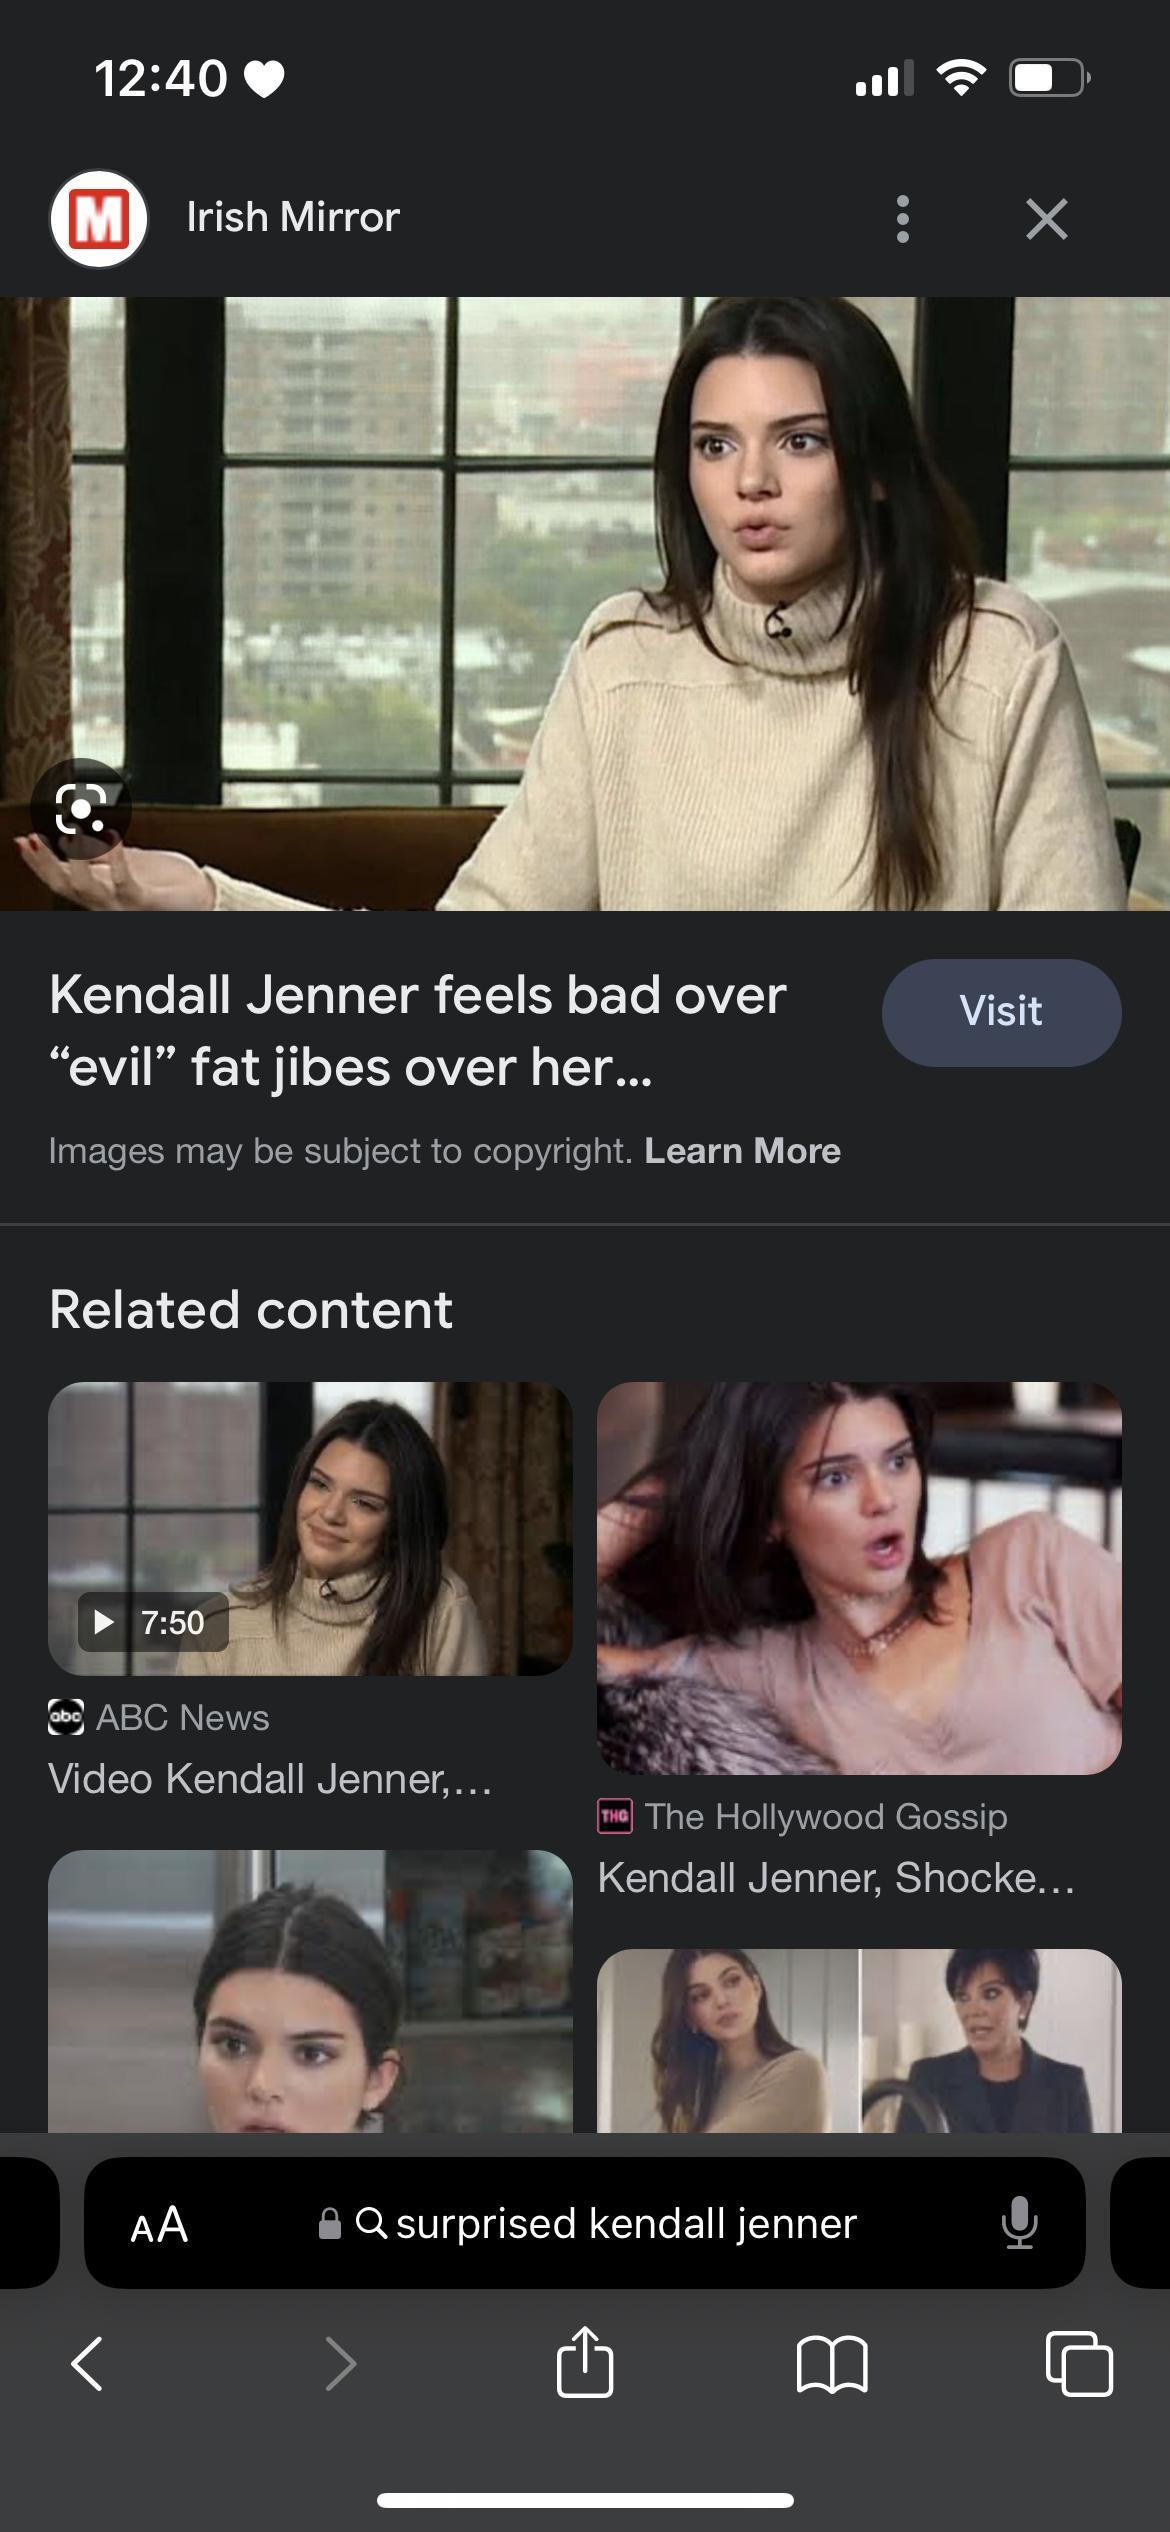 12:40
M
Irish Mirror
Kendall Jenner feels bad over
“evil” fat jibes over her...
Visit
Images may be subject to copyright. Learn More
Related content
7:50
abc ABC News
Video Kendall Jenner,...
THG The Hollywood Gossip
Kendall Jenner, Shocke...
AA surprised kendall jenner